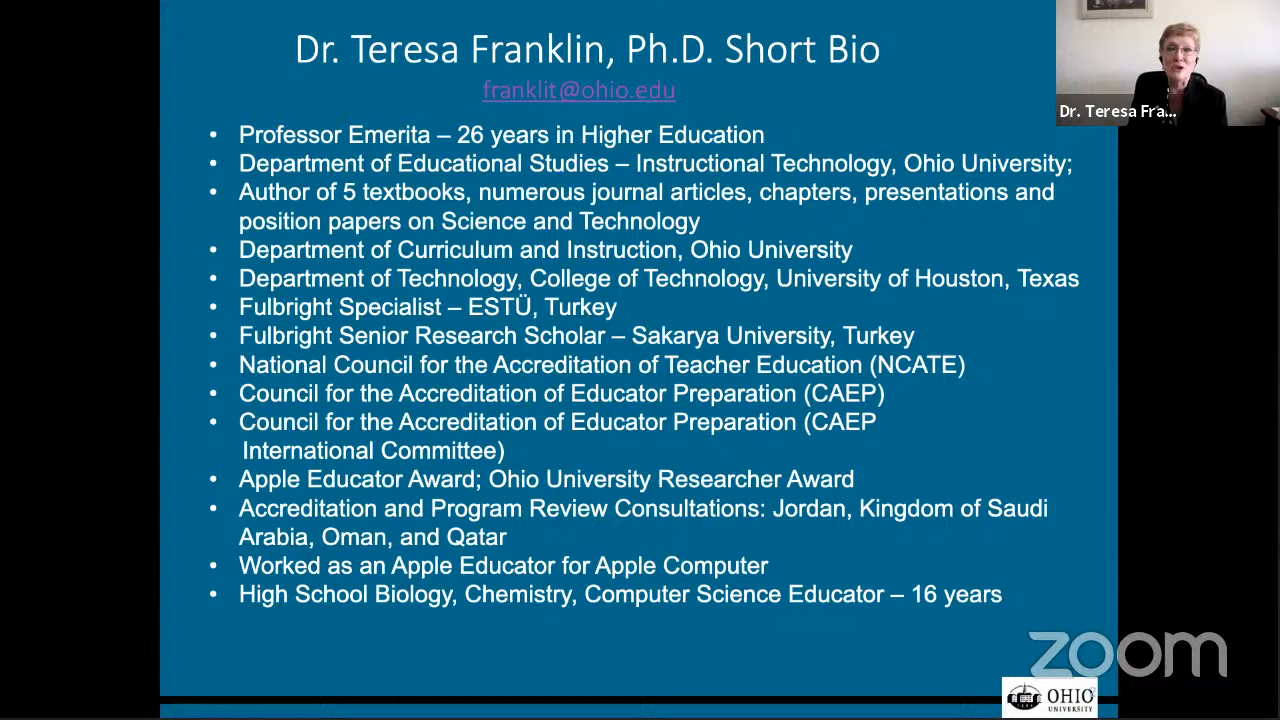 Dr. Teresa Franklin, Ph.D. Short Bio
franklit@ohio.edu
Dr. Teresa Fra...
• Professor Emerita – 26 years in Higher Education
• Department of Educational Studies – Instructional Technology, Ohio University;
• Author of 5 textbooks, numerous journal articles, chapters, presentations and
position papers on Science and Technology
• Department of Curriculum and Instruction, Ohio University
• Department of Technology, College of Technology, University of Houston, Texas
• Fulbright Specialist – ESTÜ, Turkey
• Fulbright Senior Research Scholar – Sakarya University, Turkey
• National Council for the Accreditation of Teacher Education (NCATE)
• Council for the Accreditation of Educator Preparation (CAEP)
• Council for the Accreditation of Educator Preparation (CAEP
International Committee)
• Apple Educator Award; Ohio University Researcher Award
• Accreditation and Program Review Consultations: Jordan, Kingdom of Saudi
Arabia, Oman, and Qatar
• Worked as an Apple Educator for Apple Computer
• High School Biology, Chemistry, Computer Science Educator – 16 years
zoom
OHIO
UNIVERSITY